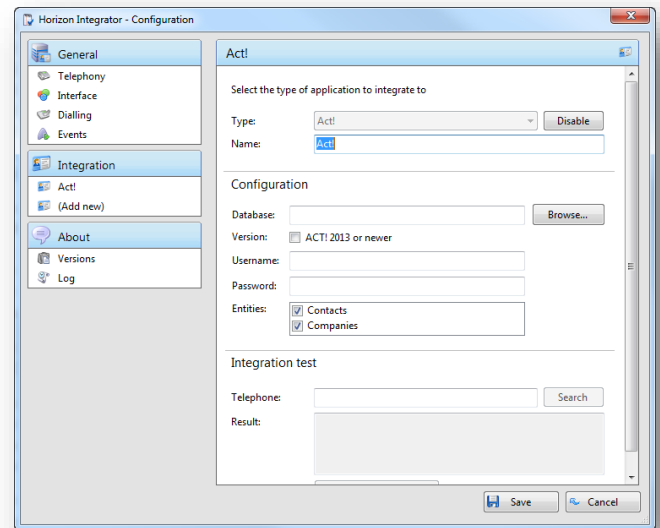 Horizon Integrator - Configuration
General
Telephony
Interface
Dialling
Events
Integration
Act!
(Add new)
About
Versions
Log
Act!
Select the type of application to integrate to
Type: Act! Disable
Name: Act!
Configuration
Database: Browse...
Version: ACT! 2013 or newer
Username:
Password:
Entities: Contacts
Companies
Integration test
Telephone: Search
Result:
Save Cancel